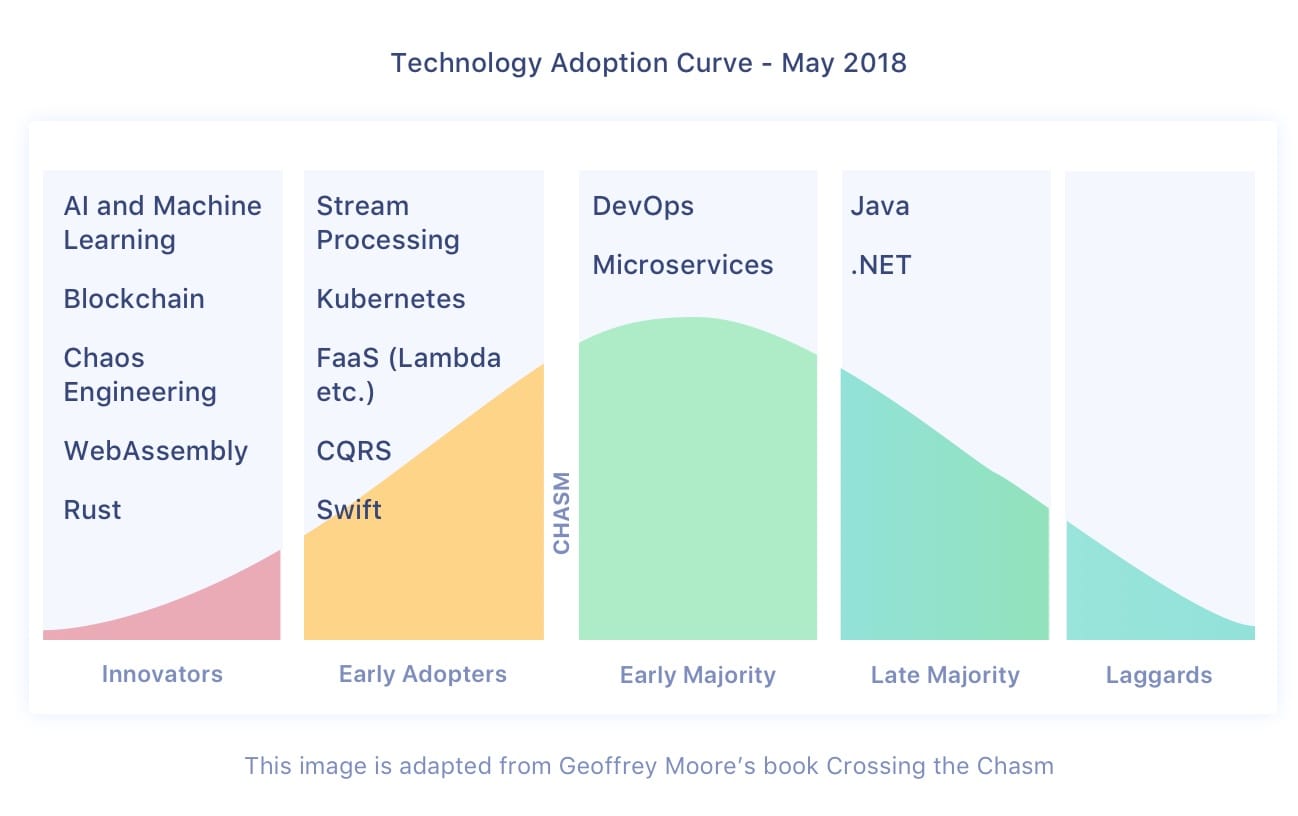 Technology Adoption Curve - May 2018
AI and Machine
Learning
Blockchain
Chaos
Engineering
WebAssembly
Rust
Stream
Processing
Kubernetes
FaaS (Lambda
etc.)
CQRS
Swift
CHASM
DevOps
Microservices
Java
.NET
Innovators
Early Adopters
Early Majority
Late Majority
Laggards
This image is adapted from Geoffrey Moore’s book Crossing the Chasm